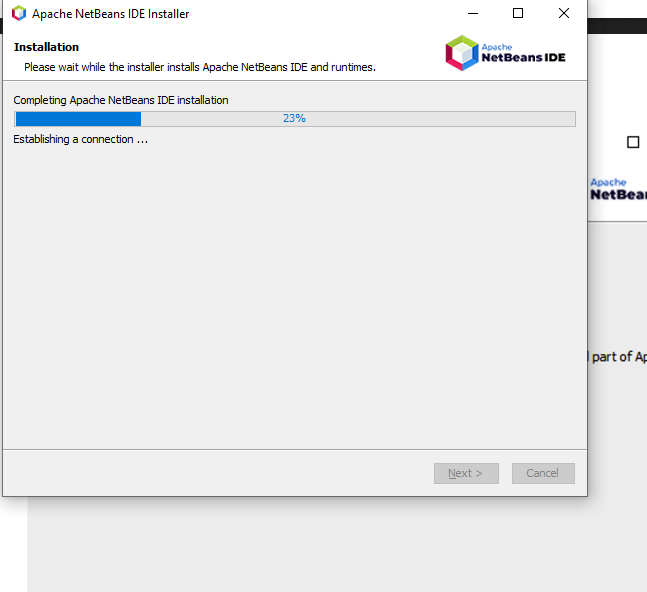 Apache NetBeans IDE Installer
Installation
Please wait while the installer installs Apache NetBeans IDE and runtimes.
Apache
NetBeans IDE
Completing Apache NetBeans IDE installation
23%
Establishing a connection ...
Apache
NetBea
part of Ap
Next >
Cancel